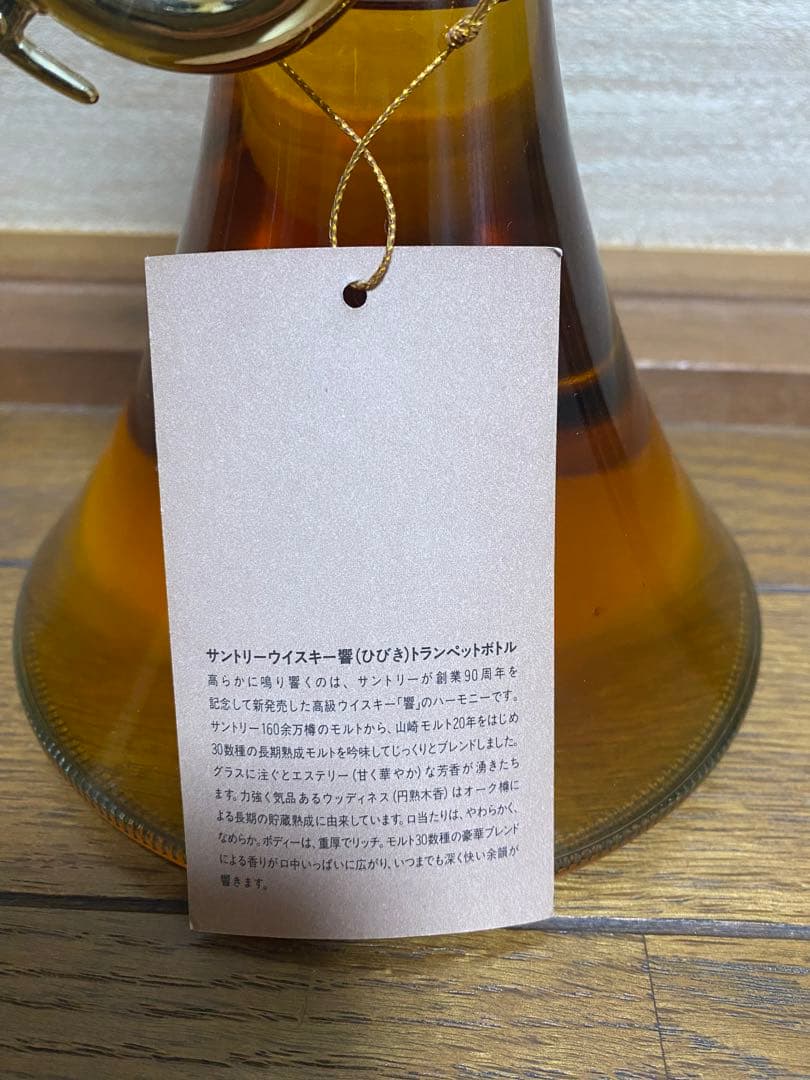 サントリーウイスキー響(ひびき)トランペットボトル
高らかに鳴り響くのは、サントリーが創業90周年を
記念して新発売した高級ウイスキー「響」のハーモニーです。
サントリー160余万樽のモルトから、山崎モルト20年をはじめ
30数種の長期熟成モルトを吟味してじっくりとブレンドしました。
グラスに注ぐとエステリー(甘く華やか)な芳香が湧きたち
ます。力強く気品あるウッディネス(円熟木香)はオーク樽に
よる長期の貯蔵熟成に由来しています。口当たりは、やわらかく、
なめらか。ボディーは、重厚でリッチ。モルト30数種の豪華ブレンド
による香りが口中いっぱいに広がり、いつまでも深く快い余韻が
響きます。